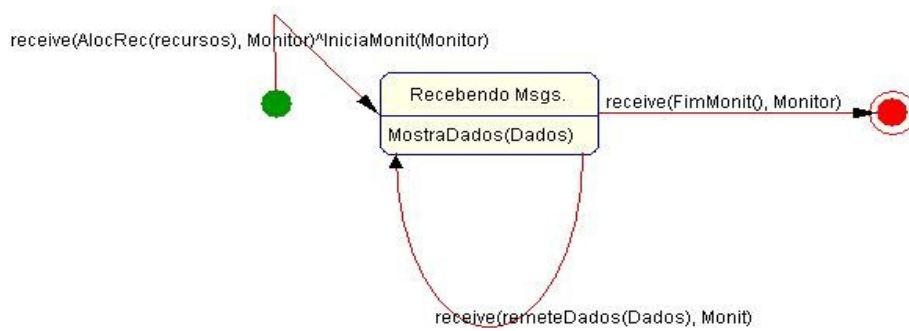 receive(AlocRec(recursos), Monitor)^IniciaMonit(Monitor)
Recebendo Msgs.
receive(FimMonit(), Monitor)
MostraDados(Dados)
receive(remeteDados(Dados), Monit)